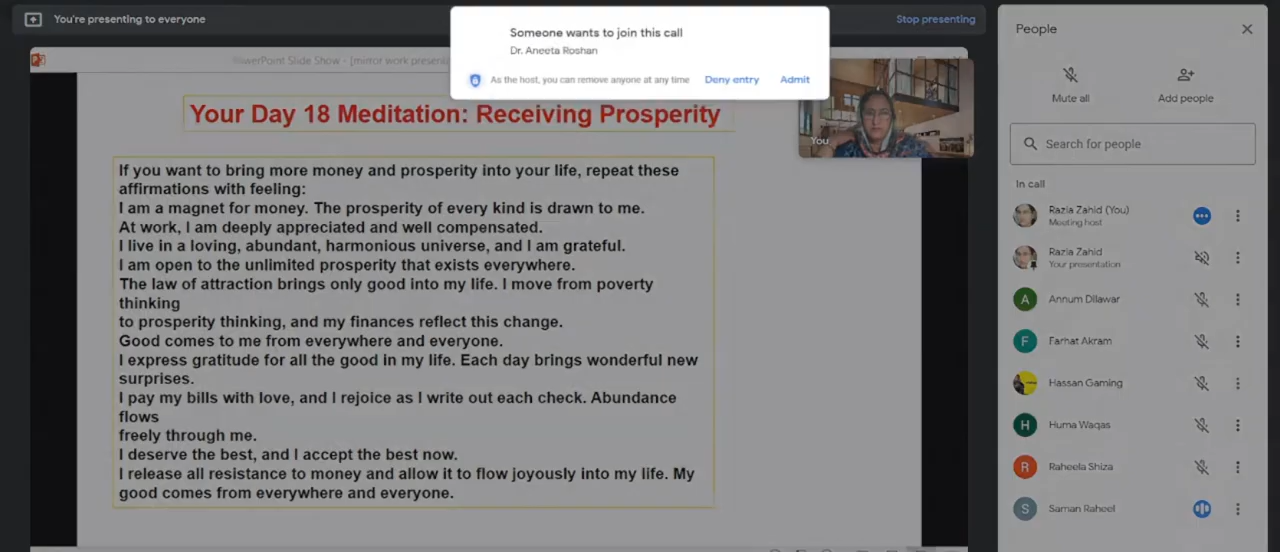 You're presenting to everyone
Stop presenting
Someone wants to join this call
Dr. Aneeta Roshan
As the host, you can remove anyone at any time
Deny entry
Admit
PowerPoint Slide Show - [mirror work
You
Your Day 18 Meditation: Receiving Prosperity
If you want to bring more money and prosperity into your life, repeat these
affirmations with feeling:
I am a magnet for money. The prosperity of every kind is drawn to me.
At work, I am deeply appreciated and well compensated.
I live in a loving, abundant, harmonious universe, and I am grateful.
I am open to the unlimited prosperity that exists everywhere.
The law of attraction brings only good into my life. I move from poverty
thinking
to prosperity thinking, and my finances reflect this change.
Good comes to me from everywhere and everyone.
I express gratitude for all the good in my life. Each day brings wonderful new
surprises.
I pay my bills with love, and I rejoice as I write out each check. Abundance
flows
freely through me.
I deserve the best, and I accept the best now.
I release all resistance to money and allow it to flow joyously into my life. My
good comes from everywhere and everyone.
People
Mute all
Add people
Search for people
In call
Razia Zahid (You)
Meeting host
Razia Zahid
Your presentation
A
Annum Dilawar
F
Farhat Akram
Hassan Gaming
H
Huma Waqas
R
Raheela Shiza
S
Saman Raheel